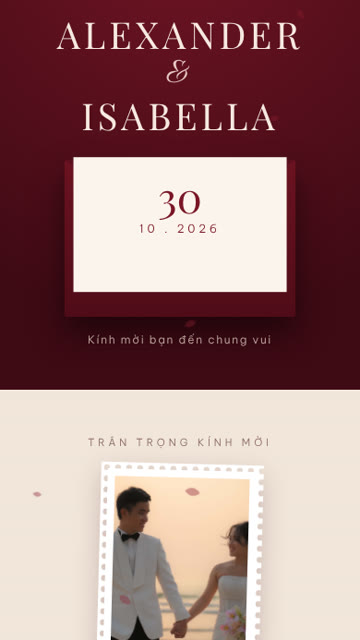 ALEXANDER
&
ISABELLA
30
10 . 2026
Kính mời bạn đến chung vui
TRÂN TRỌNG KÍNH MỜI